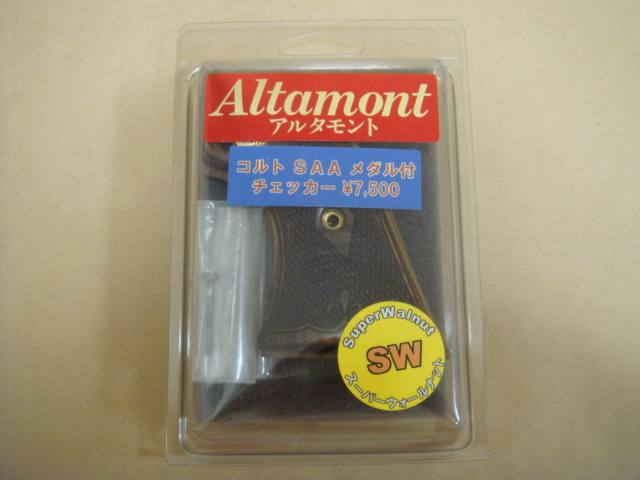 Altamont
アルタモント
コルト SAA メダル付
チェッカー ¥7,500
SuperWalnut
SW
スーパーウォールナット